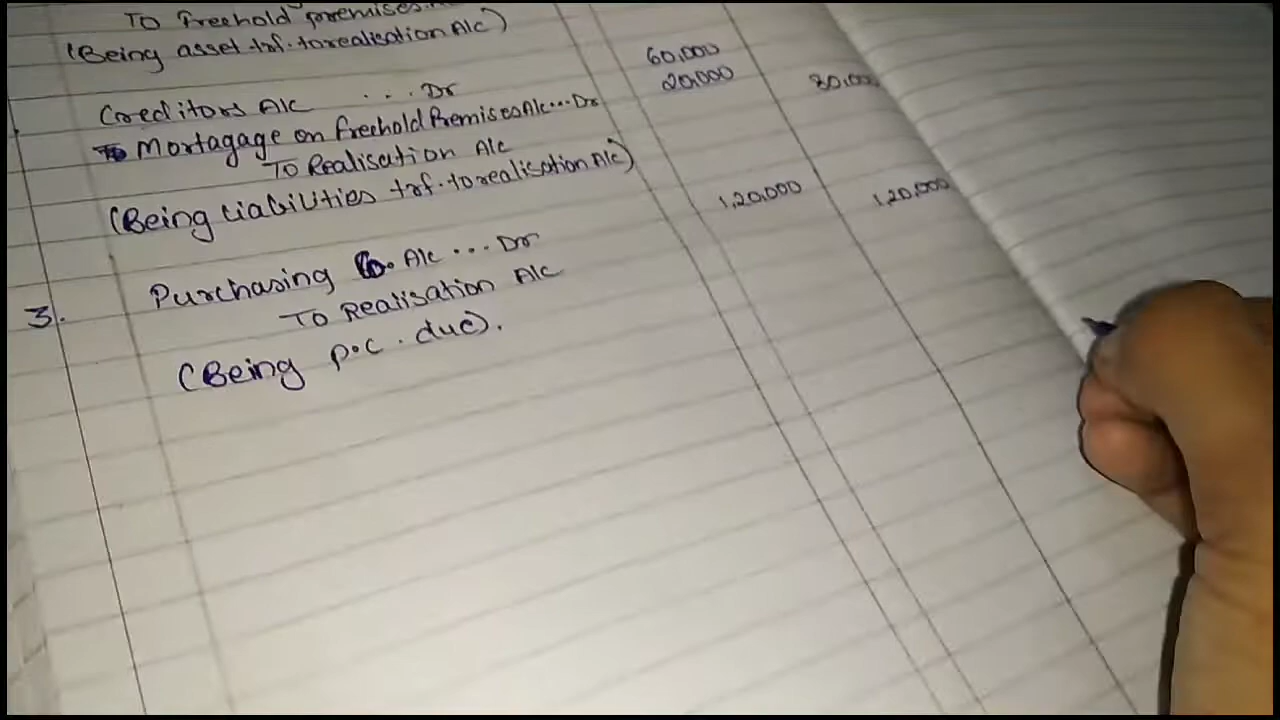 To Freehold premises
(Being asset trf. to realisation A/c)
Creditors A/c ... Dr 60,000
To Mortagage on freehold Premises A/c... Dr 20,000
To Realisation A/c 80,000
(Being Liabilities trf. to realisation A/c)
3). Purchasing Co. A/c ... Dr 1,20,000
To Realisation A/c 1,20,000
(Being p.c. due).